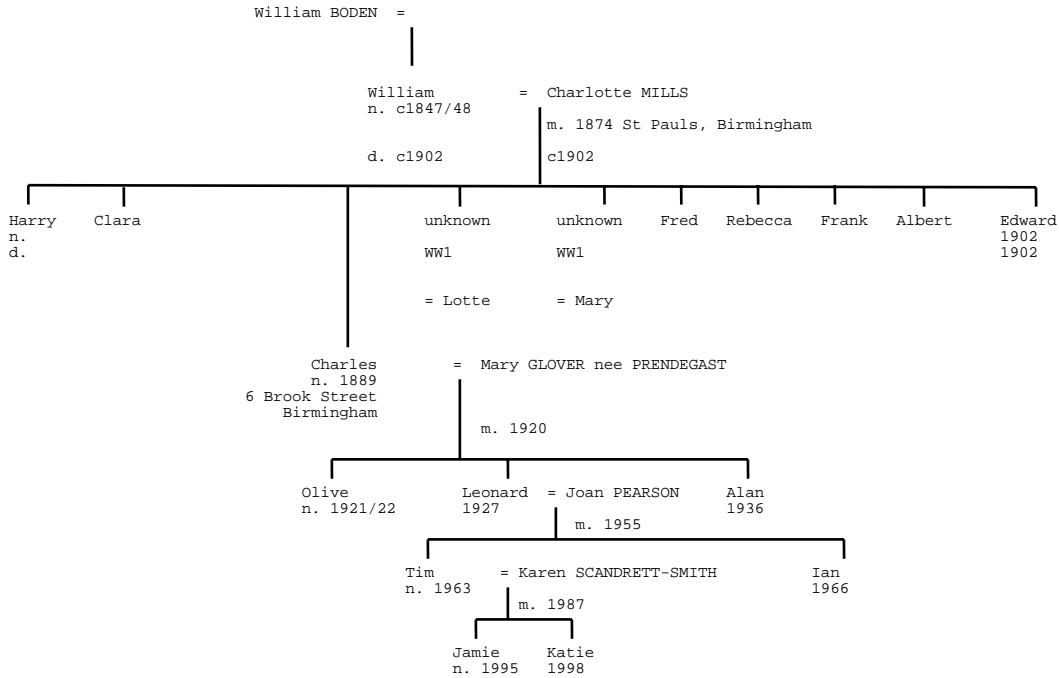 William BODEN =
William = Charlotte MILLS
n. c1847/48
m. 1874 St Pauls, Birmingham
d. c1902 c1902
Harry Clara unknown unknown Fred Rebecca Frank Albert Edward
n. 1902
d. WW1 WW1 1902
= Lotte = Mary
Charles = Mary GLOVER nee PRENDEGAST
n. 1889
6 Brook Street
Birmingham
m. 1920
Olive Leonard = Joan PEARSON Alan
n. 1921/22 1927 1936
m. 1955
Tim = Karen SCANDRETT-SMITH Ian
n. 1963 1966
m. 1987
Jamie Katie
n. 1995 1998